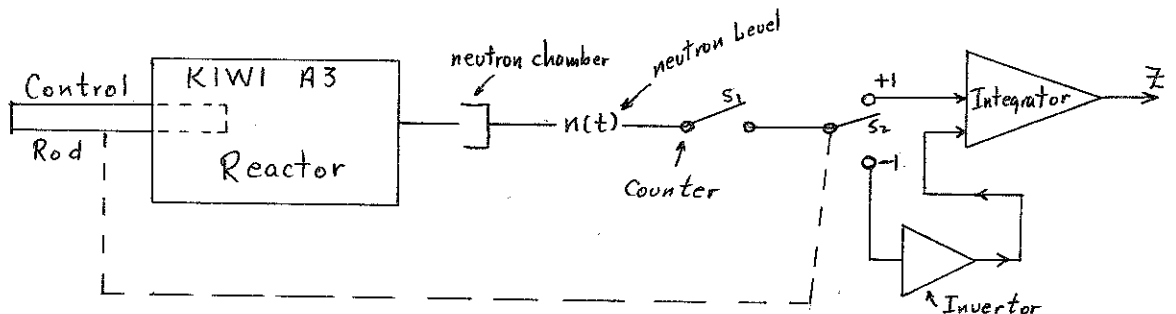 KIWI A3
Reactor
Control
Rod
neutron chamber
neutron Level
n(t)
S1
Counter
+1
S2
-1
Integrator
Z
Invertor